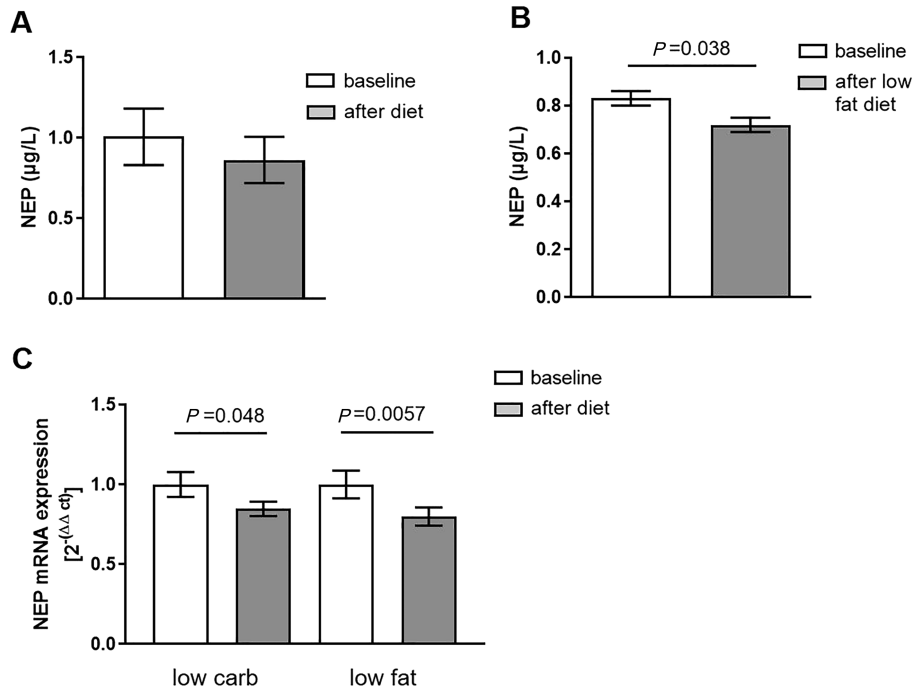 A
1.5
1.0
0.5
0.0
NEP (µg/L)
baseline
after diet
B
1.0
0.8
0.6
0.4
0.2
0.0
NEP (µg/L)
P=0.038
baseline
after low
fat diet
C
1.5
1.0
0.5
0.0
NEP mRNA expression
[2-(ΔΔ ct)]
P=0.048
P=0.0057
baseline
after diet
low carb
low fat